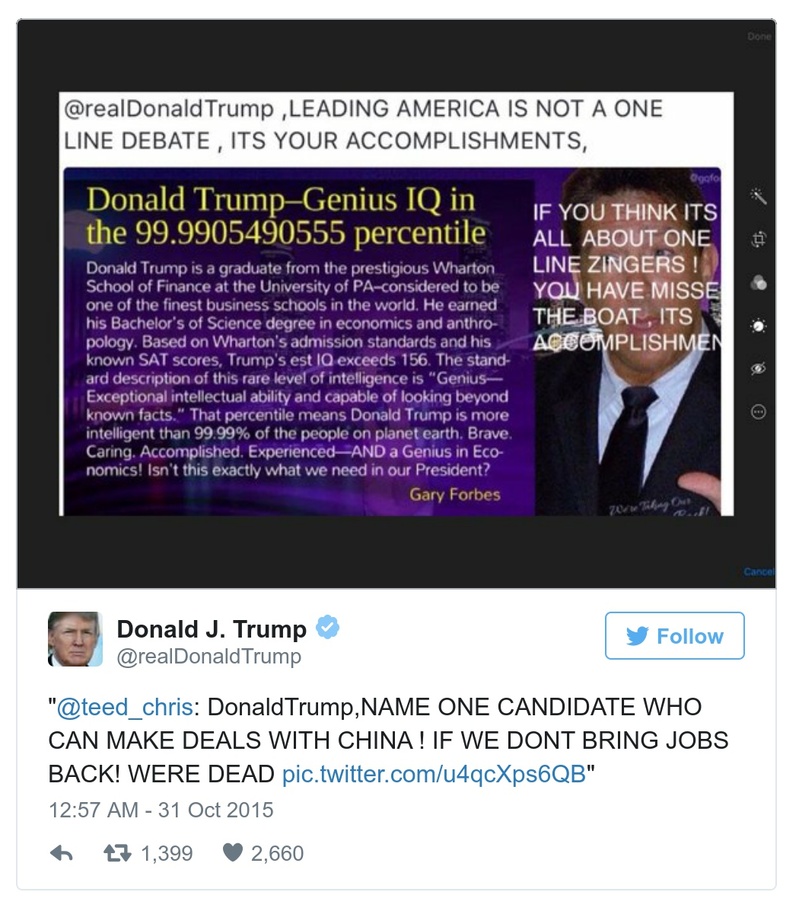 Done
@realDonaldTrump ,LEADING AMERICA IS NOT A ONE
LINE DEBATE , ITS YOUR ACCOMPLISHMENTS,
@gqfo
Donald Trump–Genius IQ in
the 99.9905490555 percentile
Donald Trump is a graduate from the prestigious Wharton
School of Finance at the University of PA–considered to be
one of the finest business schools in the world. He earned
his Bachelor's of Science degree in economics and anthro-
pology. Based on Wharton's admission standards and his
known SAT scores, Trump's est IQ exceeds 156. The stand-
ard description of this rare level of intelligence is "Genius—
Exceptional intellectual ability and capable of looking beyond
known facts." That percentile means Donald Trump is more
intelligent than 99.99% of the people on planet earth. Brave.
Caring. Accomplished. Experienced—AND a Genius in Eco-
nomics! Isn't this exactly what we need in our President?
Gary Forbes
IF YOU THINK ITS
ALL ABOUT ONE
LINE ZINGERS !
YOU HAVE MISSE
THE BOAT , ITS
ACCOMPLISHMEN
We're Taking Our
Cancel
Donald J. Trump
@realDonaldTrump
Follow
"@teed_chris: DonaldTrump,NAME ONE CANDIDATE WHO
CAN MAKE DEALS WITH CHINA ! IF WE DONT BRING JOBS
BACK! WERE DEAD pic.twitter.com/u4qcXps6QB"
12:57 AM - 31 Oct 2015
1,399 2,660